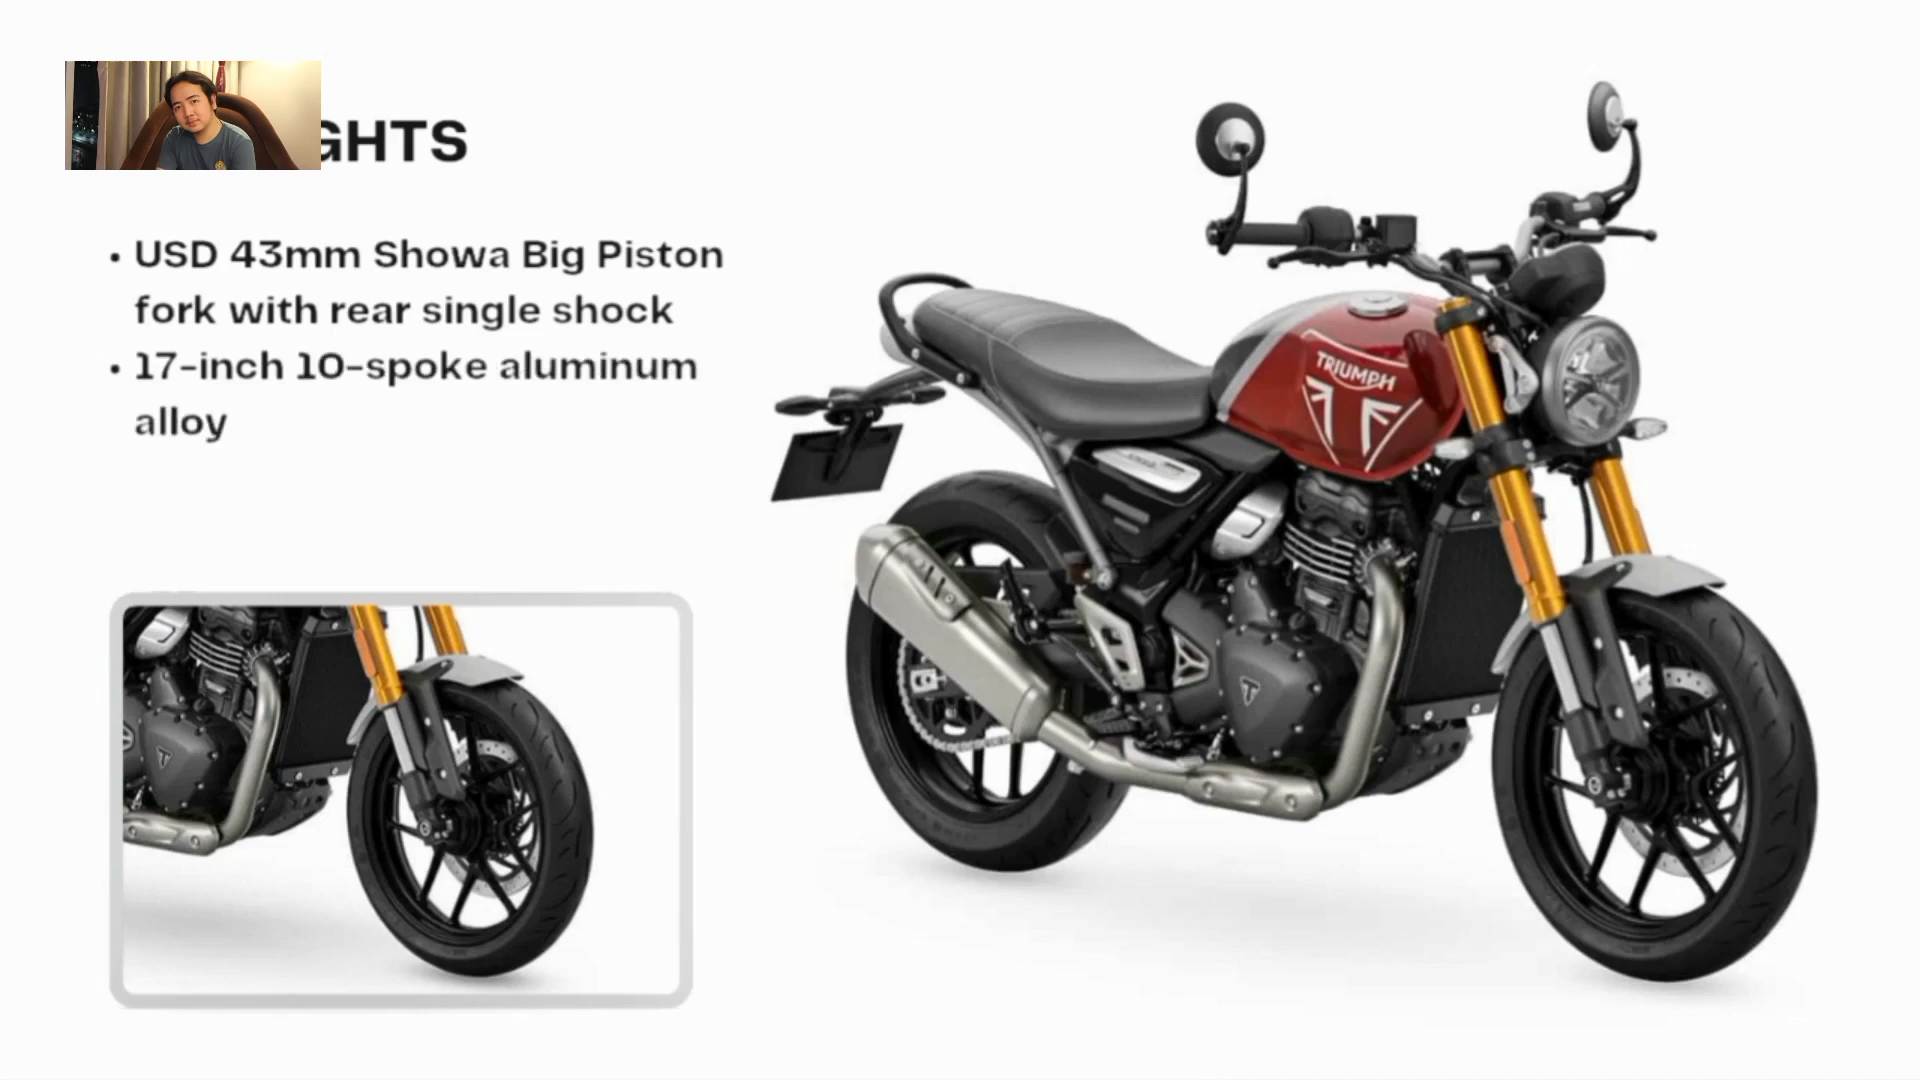 GHTS
• USD 43mm Showa Big Piston
fork with rear single shock
• 17-inch 10-spoke aluminum
alloy
TRIUMPH